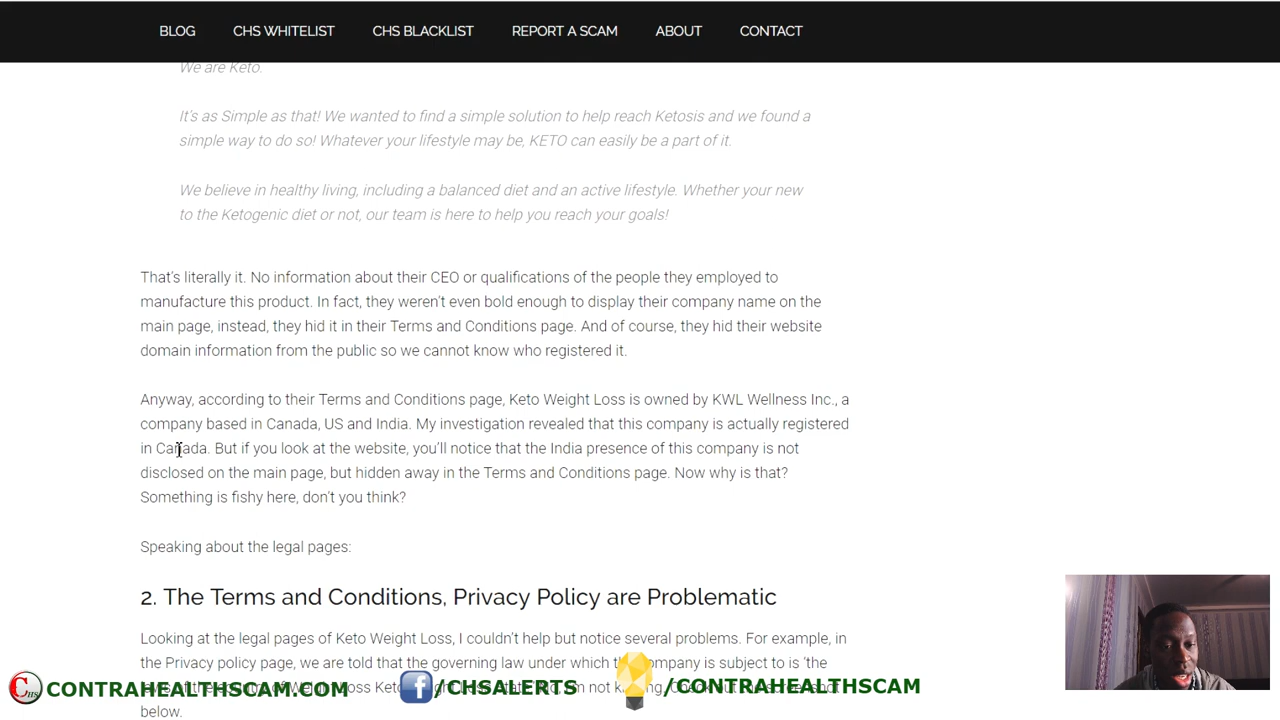 BLOG CHS WHITELIST CHS BLACKLIST REPORT A SCAM ABOUT CONTACT
We are Keto.
It's as Simple as that! We wanted to find a simple solution to help reach Ketosis and we found a
simple way to do so! Whatever your lifestyle may be, KETO can easily be a part of it.
We believe in healthy living, including a balanced diet and an active lifestyle. Whether your new
to the Ketogenic diet or not, our team is here to help you reach your goals!
That's literally it. No information about their CEO or qualifications of the people they employed to
manufacture this product. In fact, they weren't even bold enough to display their company name on the
main page, instead, they hid it in their Terms and Conditions page. And of course, they hid their website
domain information from the public so we cannot know who registered it.
Anyway, according to their Terms and Conditions page, Keto Weight Loss is owned by KWL Wellness Inc., a
company based in Canada, US and India. My investigation revealed that this company is actually registered
in Canada. But if you look at the website, you'll notice that the India presence of this company is not
disclosed on the main page, but hidden away in the Terms and Conditions page. Now why is that?
Something is fishy here, don't you think?
Speaking about the legal pages:
2. The Terms and Conditions, Privacy Policy are Problematic
Looking at the legal pages of Keto Weight Loss, I couldn't help but notice several problems. For example, in
the Privacy policy page, we are told that the governing law under which company is subject to is 'the
below.
CHS CONTRAHEALTHSCAM.COM f /CHSALERTS /CONTRAHEALTHSCAM